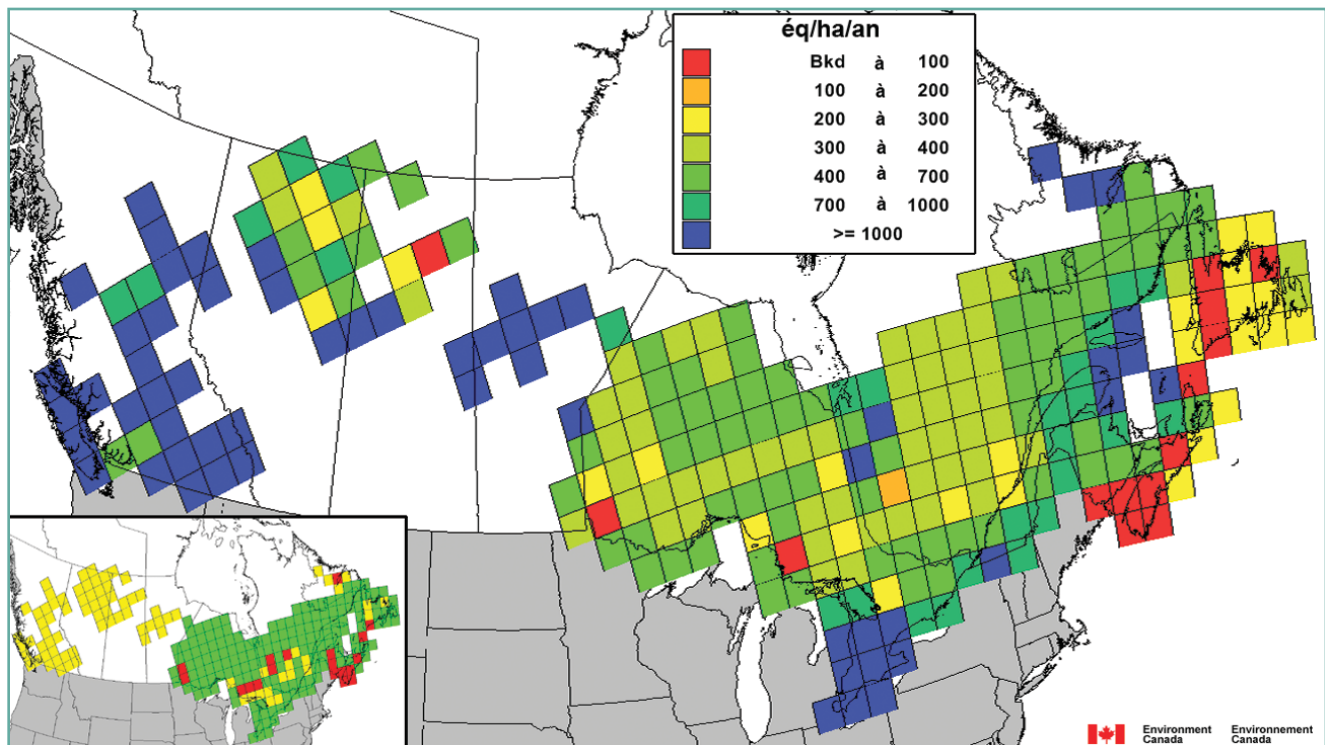 éq/ha/an
Bkd à 100
100 à 200
200 à 300
300 à 400
400 à 700
700 à 1000
>= 1000
Environment Canada
Environnement Canada